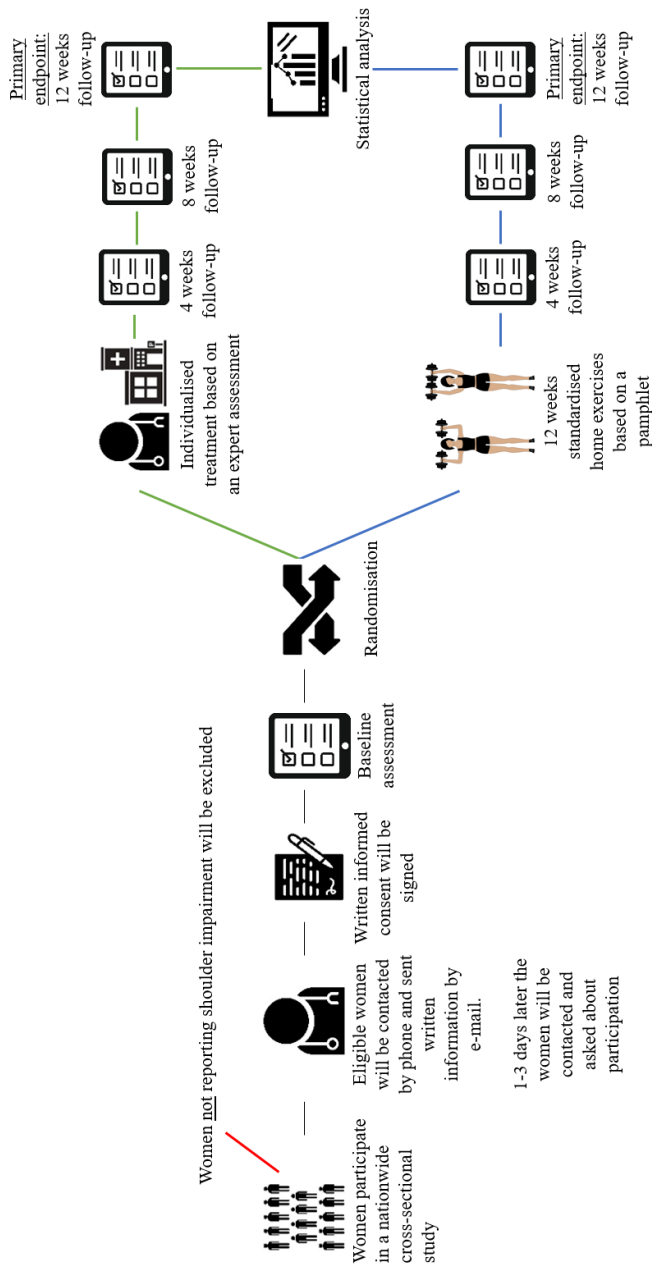 Women participate
in a nationwide
cross-sectional
study
Women not reporting shoulder impairment will be excluded
Eligible women
will be contacted
by phone and sent
written
information by
e-mail.
1-3 days later the
women will be
contacted and
asked about
participation
Written informed
consent will be
signed
Baseline
assessment
Randomisation
Individualised
treatment based on
an expert assessment
4 weeks
follow-up
8 weeks
follow-up
Primary
endpoint:
12 weeks
follow-up
12 weeks
standardised
home exercises
based on a
pamphlet
4 weeks
follow-up
8 weeks
follow-up
Primary
endpoint: 12
weeks
follow-up
Statistical analysis